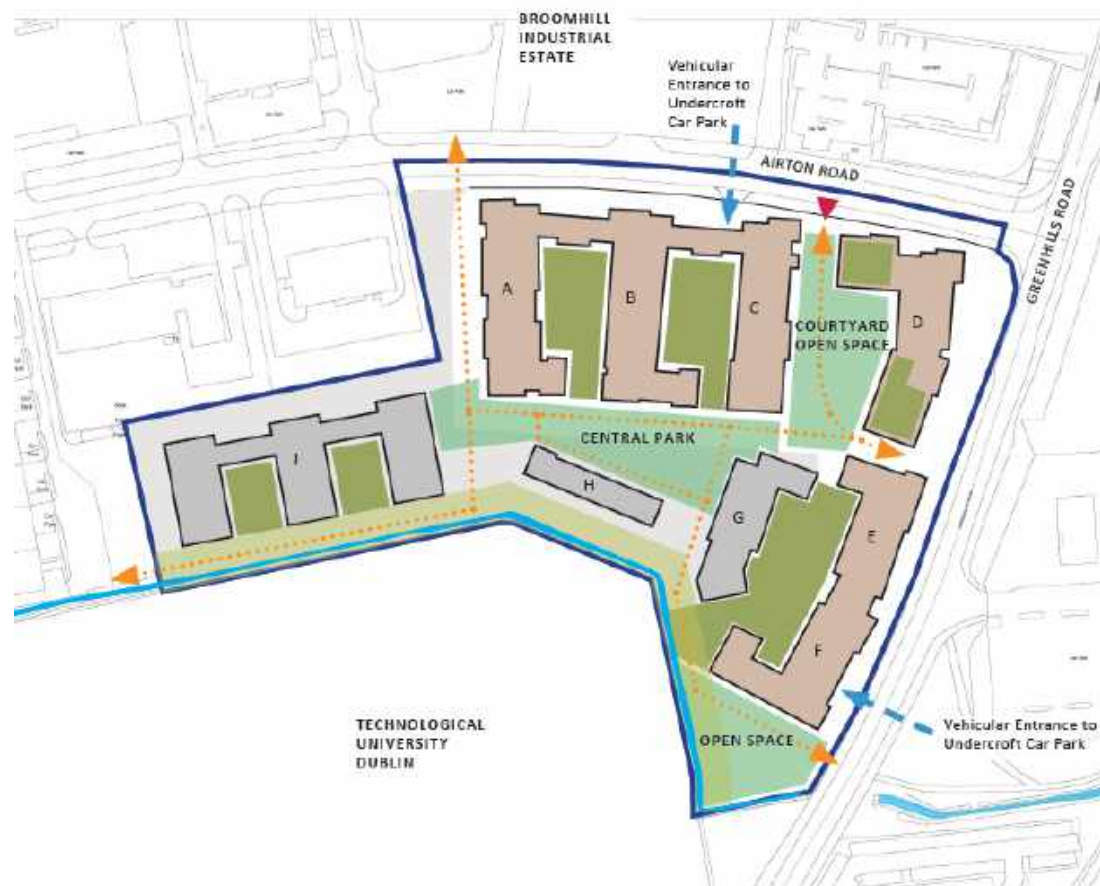 BROOMHILL
INDUSTRIAL
ESTATE
Vehicular
Entrance to
Undercroft
Car Park
AIRTON ROAD
GREENHILLS ROAD
A
B
C
D
COURTYARD
OPEN SPACE
CENTRAL PARK
I
H
G
E
F
OPEN SPACE
TECHNOLOGICAL
UNIVERSITY
DUBLIN
Vehicular Entrance to
Undercroft Car Park